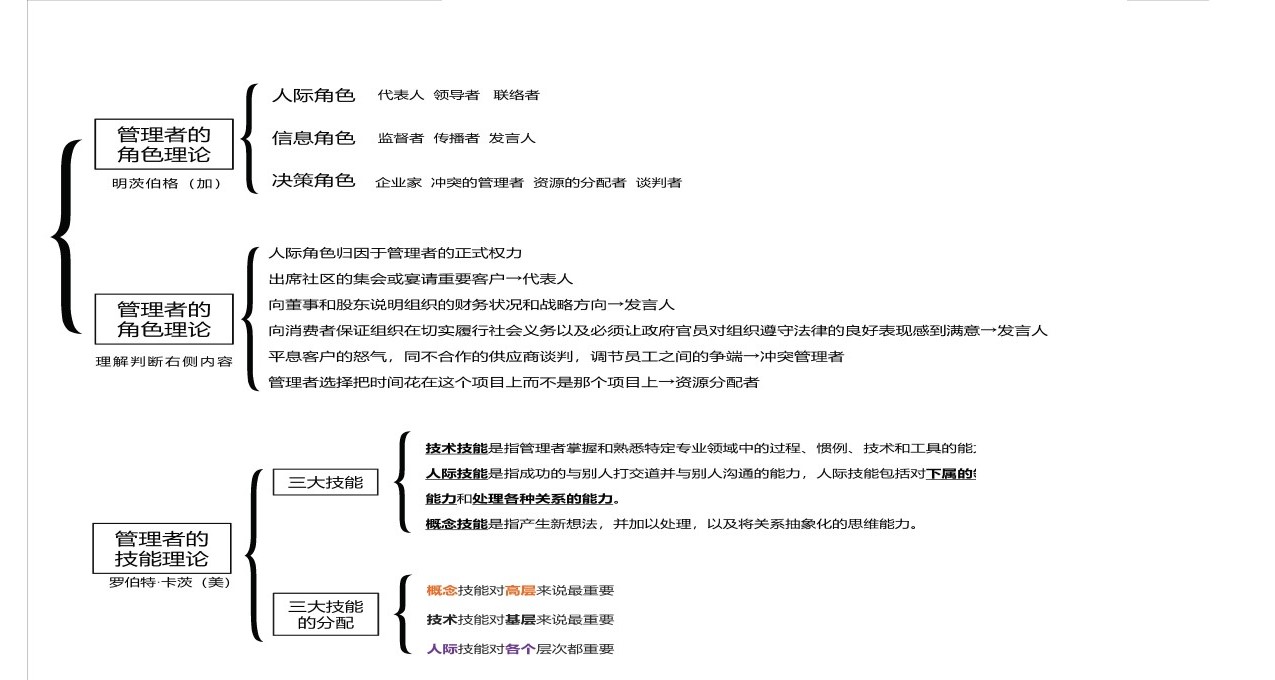 管理者的
角色理论
明茨伯格（加）
人际角色 代表人 领导者 联络者
信息角色 监督者 传播者 发言人
决策角色 企业家 冲突的管理者 资源的分配者 谈判者
管理者的
角色理论
理解判断右侧内容
人际角色归因于管理者的正式权力
出席社区的集会或宴请重要客户→代表人
向董事和股东说明组织的财务状况和战略方向→发言人
向消费者保证组织在切实履行社会义务以及必须让政府官员对组织遵守法律的良好表现感到满意→发言人
平息客户的怒气，同不合作的供应商谈判，调节员工之间的争端→冲突管理者
管理者选择把时间花在这个项目上而不是那个项目上→资源分配者
管理者的
技能理论
罗伯特·卡茨（美）
三大技能
技术技能是指管理者掌握和熟悉特定专业领域中的过程、惯例、技术和工具的能
人际技能是指成功的与别人打交道并与别人沟通的能力，人际技能包括对下属的
能力和处理各种关系的能力。
概念技能是指产生新想法，并加以处理，以及将关系抽象化的思维能力。
三大技能
的分配
概念技能对高层来说最重要
技术技能对基层来说最重要
人际技能对各个层次都重要